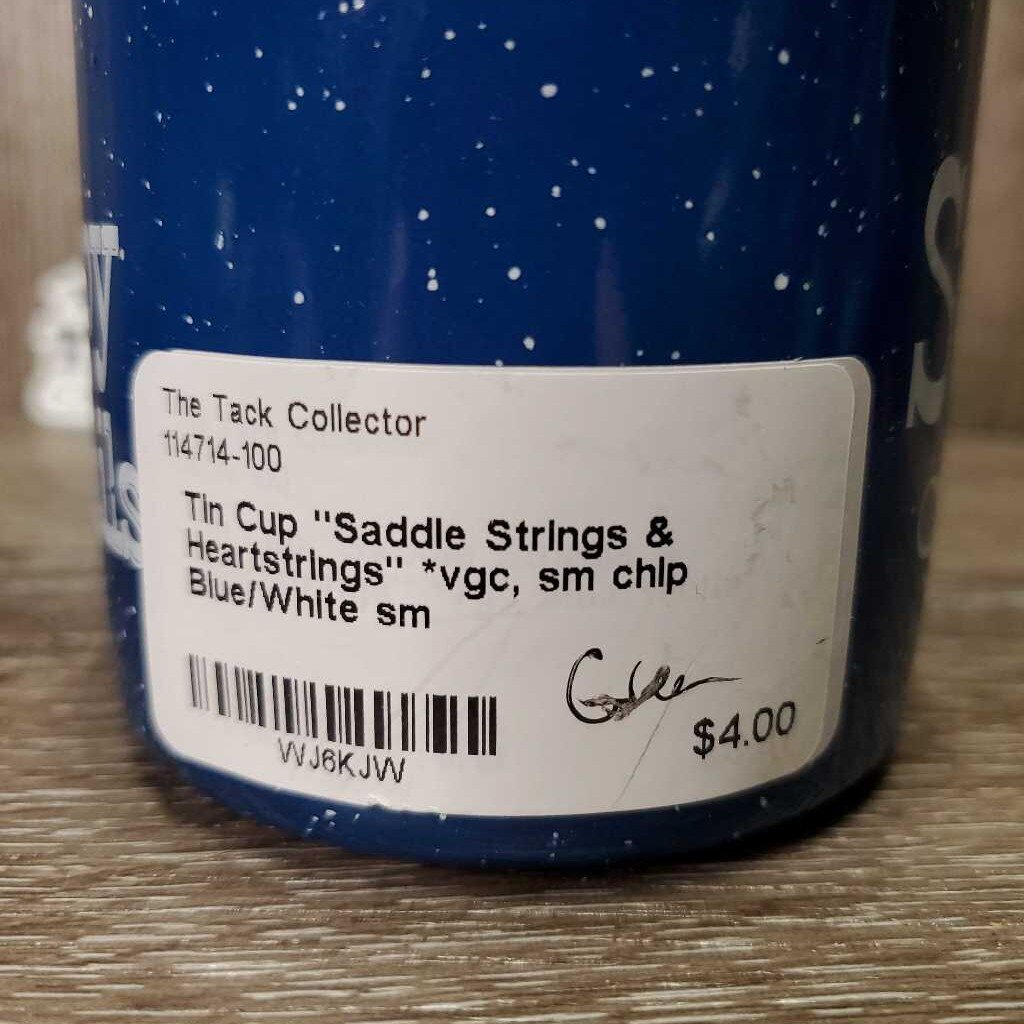 The Tack Collector
114714-100
Tin Cup "Saddle Strings &
Heartstrings" *vgc, sm chip
Blue/White sm
WJ6KJW
$4.00